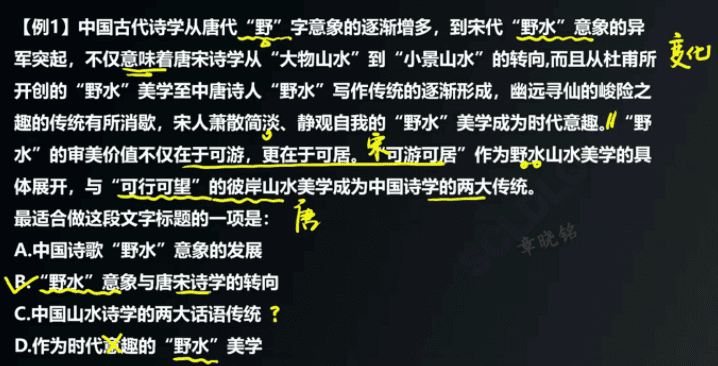 【例1】中国古代诗学从唐代“野”字意象的逐渐增多，到宋代“野水”意象的异
军突起，不仅意味着唐宋诗学从“大物山水”到“小景山水”的转向,而且从杜甫所
变化
开创的“野水”美学至中唐诗人“野水”写作传统的逐渐形成，幽远寻仙的峻险之
趣的传统有所消歇，宋人萧散简淡、静观自我的“野水”美学成为时代意趣。“野
水”的审美价值不仅在于可游，更在于可居。“可游可居”作为野水山水美学的具
宋
体展开，与“可行可望”的彼岸山水美学成为中国诗学的两大传统。
唐
最适合做这段文字标题的一项是：
A.中国诗歌“野水”意象的发展
B.“野水”意象与唐宋诗学的转向
C.中国山水诗学的两大话语传统 ？
D.作为时代意趣的“野水”美学
章晓铭